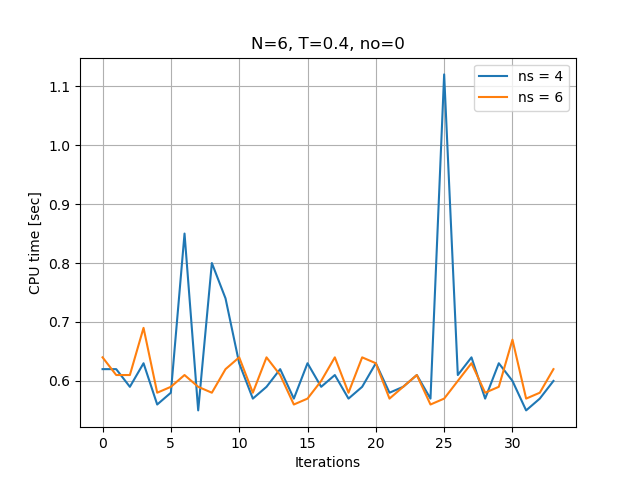 N=6, T=0.4, no=0
ns = 4
ns = 6
CPU time [sec]
1.1
1.0
0.9
0.8
0.7
0.6
0 5 10 15 20 25 30
Iterations